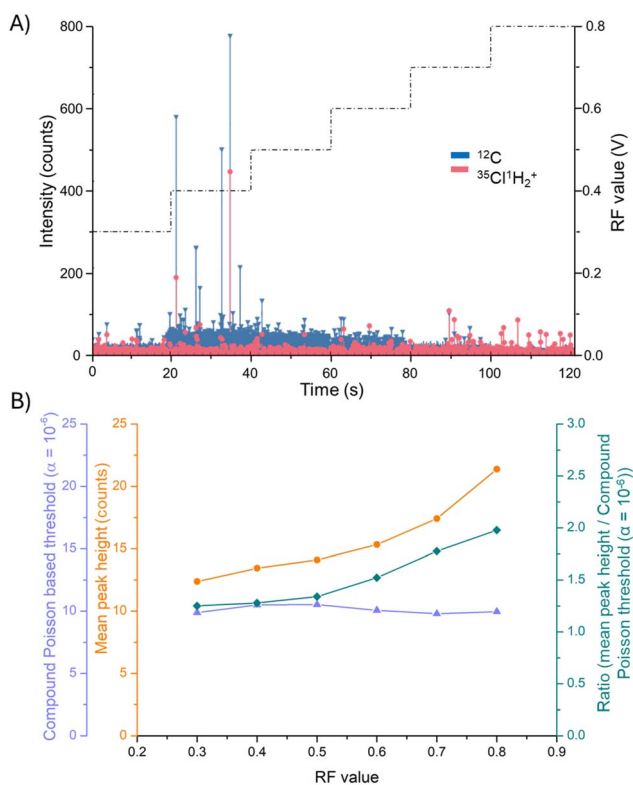 A)
800
600
400
200
0
Intensity (counts)
0.8
0.6
0.4
0.2
0.0
RF value (V)
¹²C
³⁵Cl¹H₂⁺
0 20 40 60 80 100 120
Time (s)
B)
25
20
15
10
5
0
Compound Poisson based threshold (α = 10⁻⁶)
25
20
15
10
5
0
Mean peak height (counts)
3.0
2.5
2.0
1.5
1.0
0.5
0.0
Ratio (mean peak height / Compound
Poisson threshold (α = 10⁻⁶))
0.2 0.3 0.4 0.5 0.6 0.7 0.8 0.9
RF value